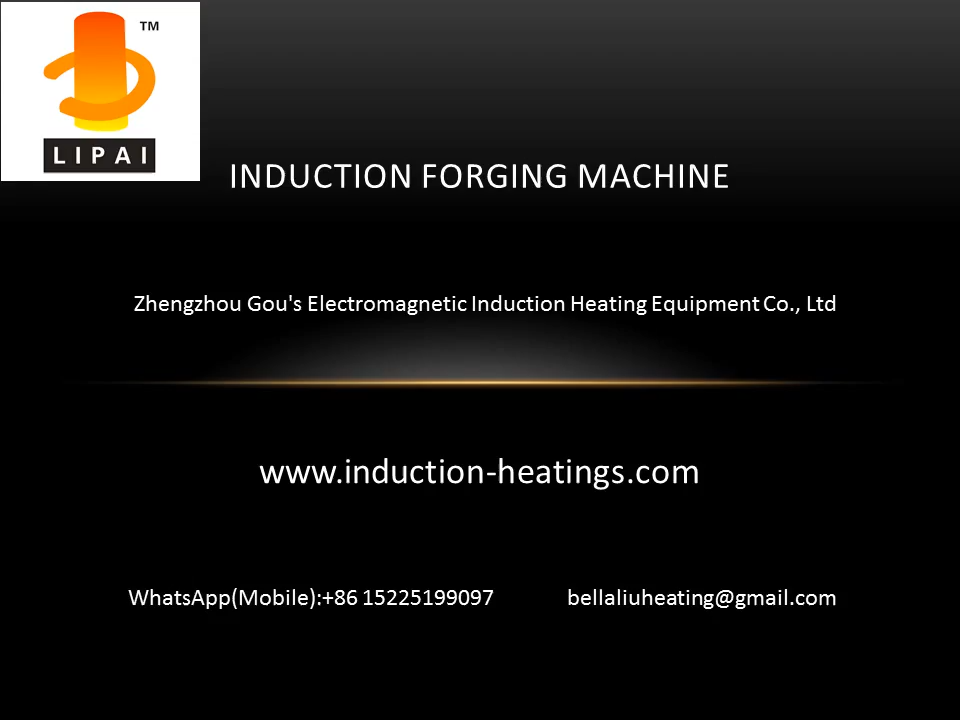 TM
LIPAI
INDUCTION FORGING MACHINE
Zhengzhou Gou's Electromagnetic Induction Heating Equipment Co., Ltd
www.induction-heatings.com
WhatsApp(Mobile):+86 15225199097 bellaliuheating@gmail.com